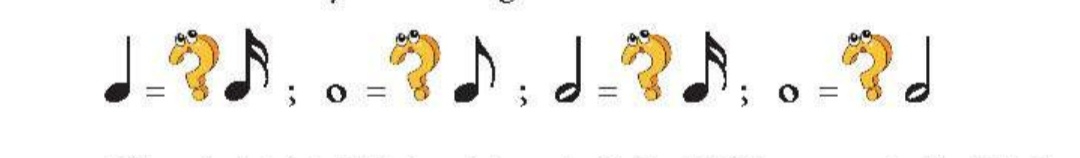 ♩ = ? 𝅘𝅥𝅯 ; 𝅝 = ? ♪ ; 𝅗𝅥 = ? 𝅘𝅥𝅯 ; 𝅝 = ? 𝅗𝅥